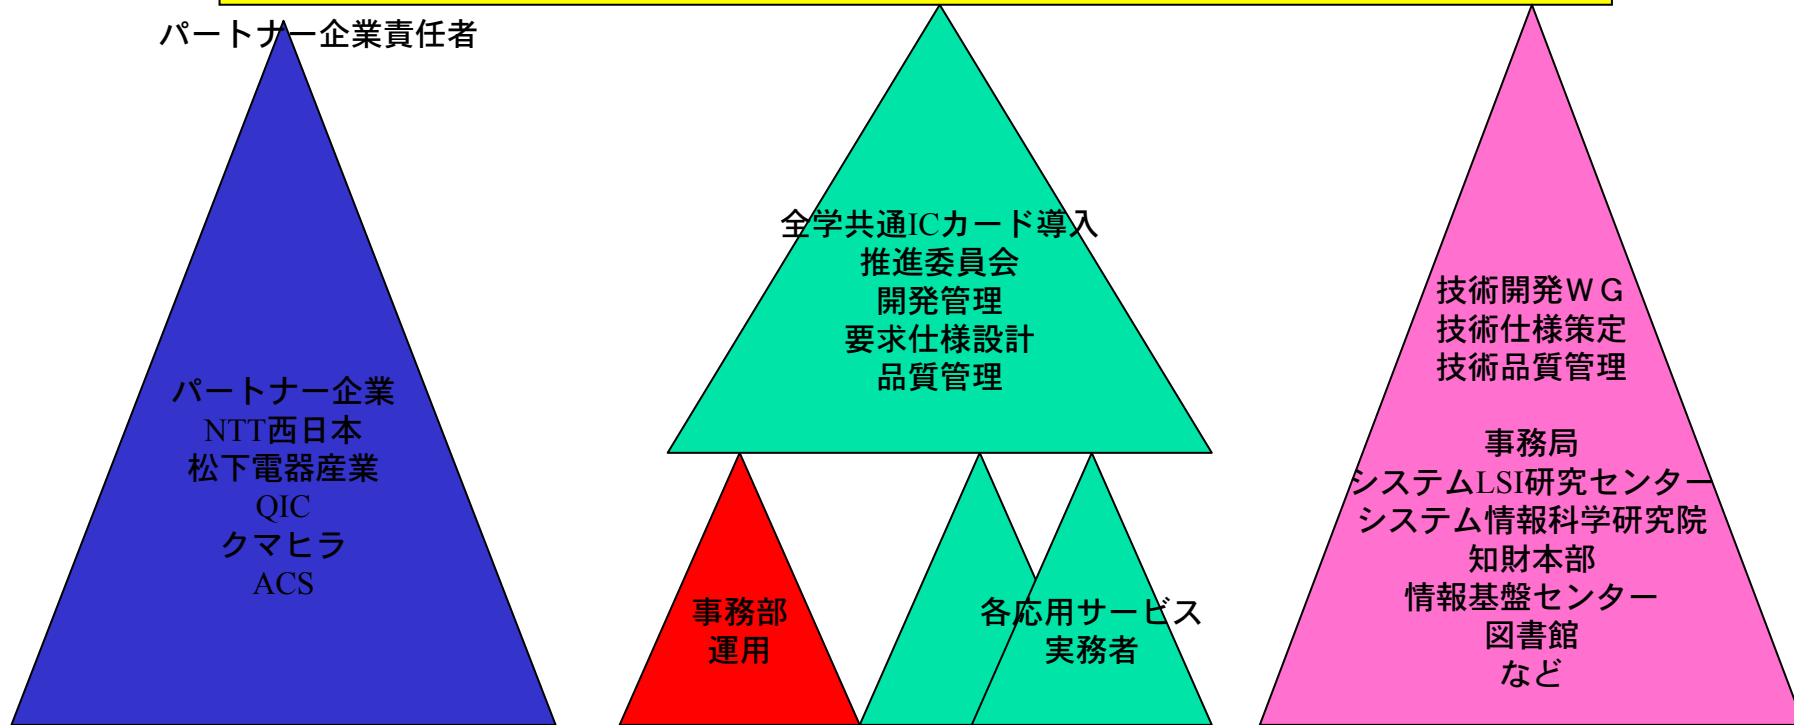 パートナー企業責任者
パートナー企業
NTT西日本
松下電器産業
QIC
クマヒラ
ACS
全学共通ICカード導入
推進委員会
開発管理
要求仕様設計
品質管理
事務部
運用
各応用サービス
実務者
技術開発ＷＧ
技術仕様策定
技術品質管理
事務局
システムLSI研究センター
システム情報科学研究院
知財本部
情報基盤センター
図書館
など